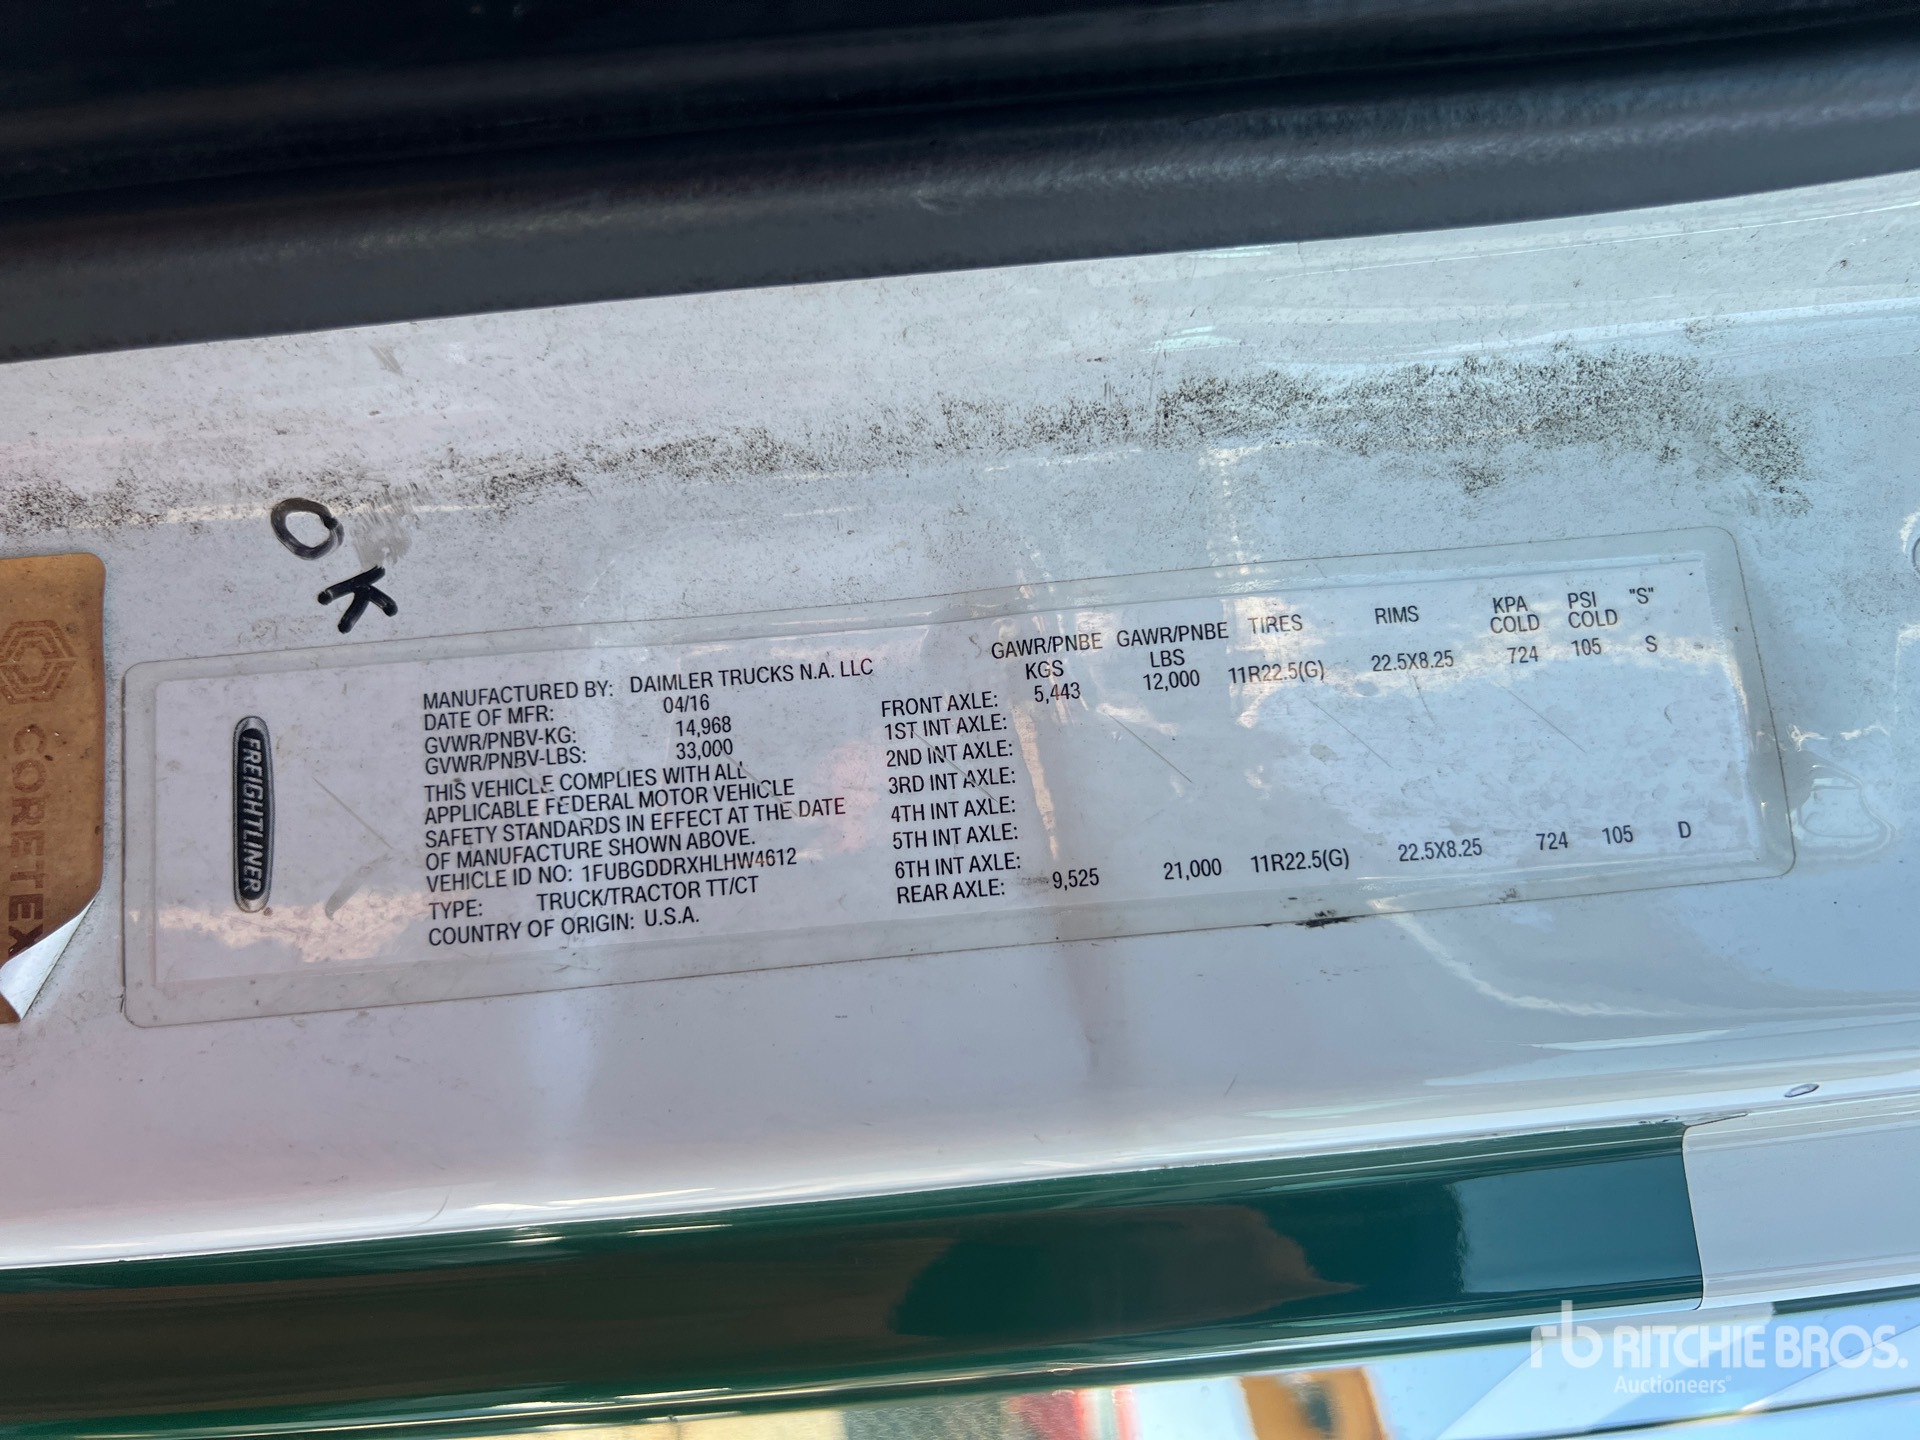 OK
CORETEX
FREIGHTLINER
MANUFACTURED BY: DAIMLER TRUCKS N.A. LLC
DATE OF MFR: 04/16
GVWR/PNBV-KG: 14,968
GVWR/PNBV-LBS: 33,000
THIS VEHICLE COMPLIES WITH ALL
APPLICABLE FEDERAL MOTOR VEHICLE
SAFETY STANDARDS IN EFFECT AT THE DATE
OF MANUFACTURE SHOWN ABOVE.
VEHICLE ID NO: 1FUBGDDRXHLHW4612
TYPE: TRUCK/TRACTOR TT/CT
COUNTRY OF ORIGIN: U.S.A.
GAWR/PNBE GAWR/PNBE TIRES RIMS KPA PSI "S"
KGS LBS COLD COLD
FRONT AXLE: 5,443 12,000 11R22.5(G) 22.5X8.25 724 105 S
1ST INT AXLE:
2ND INT AXLE:
3RD INT AXLE:
4TH INT AXLE:
5TH INT AXLE:
6TH INT AXLE:
REAR AXLE: 9,525 21,000 11R22.5(G) 22.5X8.25 724 105 D
rb RITCHIE BROS.
Auctioneers